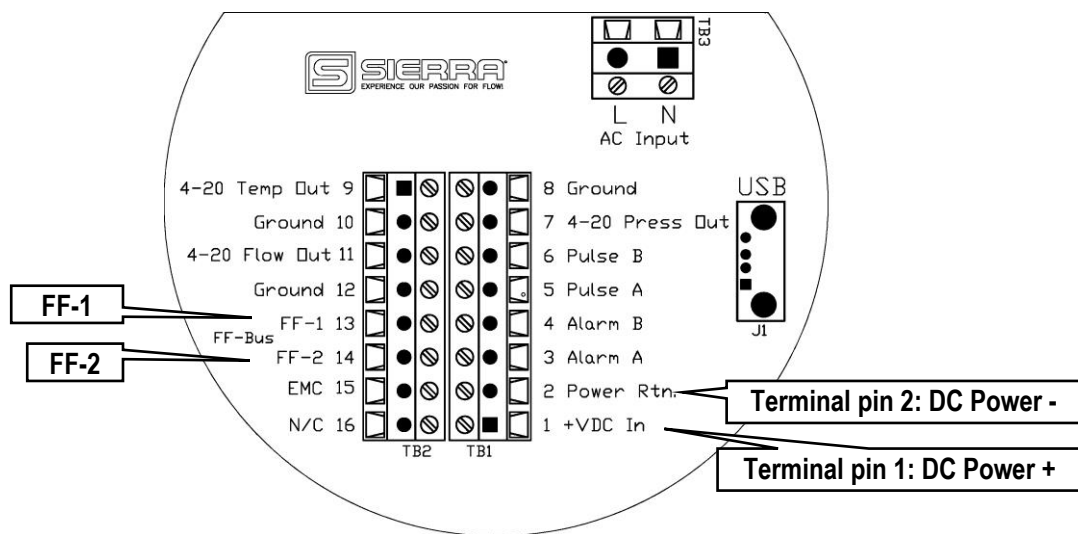 TB3
SIERRA
EXPERIENCE OUR PASSION FOR FLOW!
L N
AC Input
4-20 Temp Out 9
Ground 10
4-20 Flow Out 11
Ground 12
FF-1 13
FF-Bus
FF-2 14
EMC 15
N/C 16
TB2
TB1
8 Ground
7 4-20 Press Out
6 Pulse B
5 Pulse A
4 Alarm B
3 Alarm A
2 Power Rtn.
1 +VDC In
USB
J1
FF-1
FF-2
Terminal pin 2: DC Power -
Terminal pin 1: DC Power +